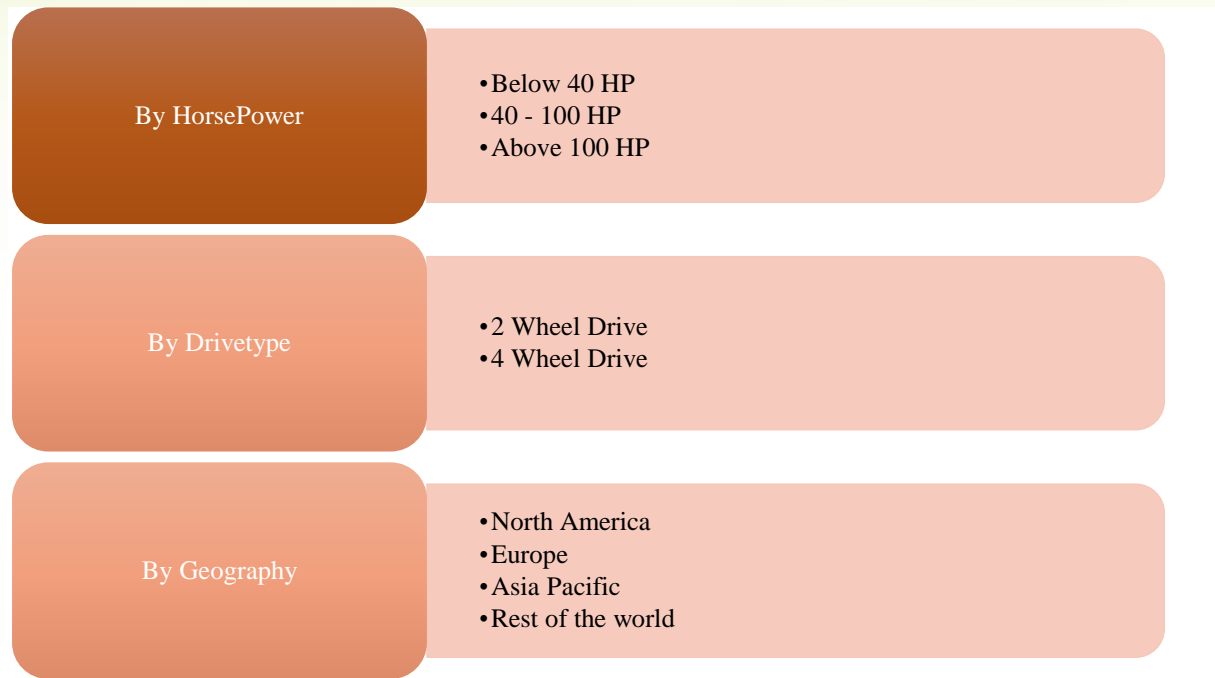 By HorsePower
•Below 40 HP
•40 - 100 HP
•Above 100 HP
By Drivetype
•2 Wheel Drive
•4 Wheel Drive
By Geography
•North America
•Europe
•Asia Pacific
•Rest of the world